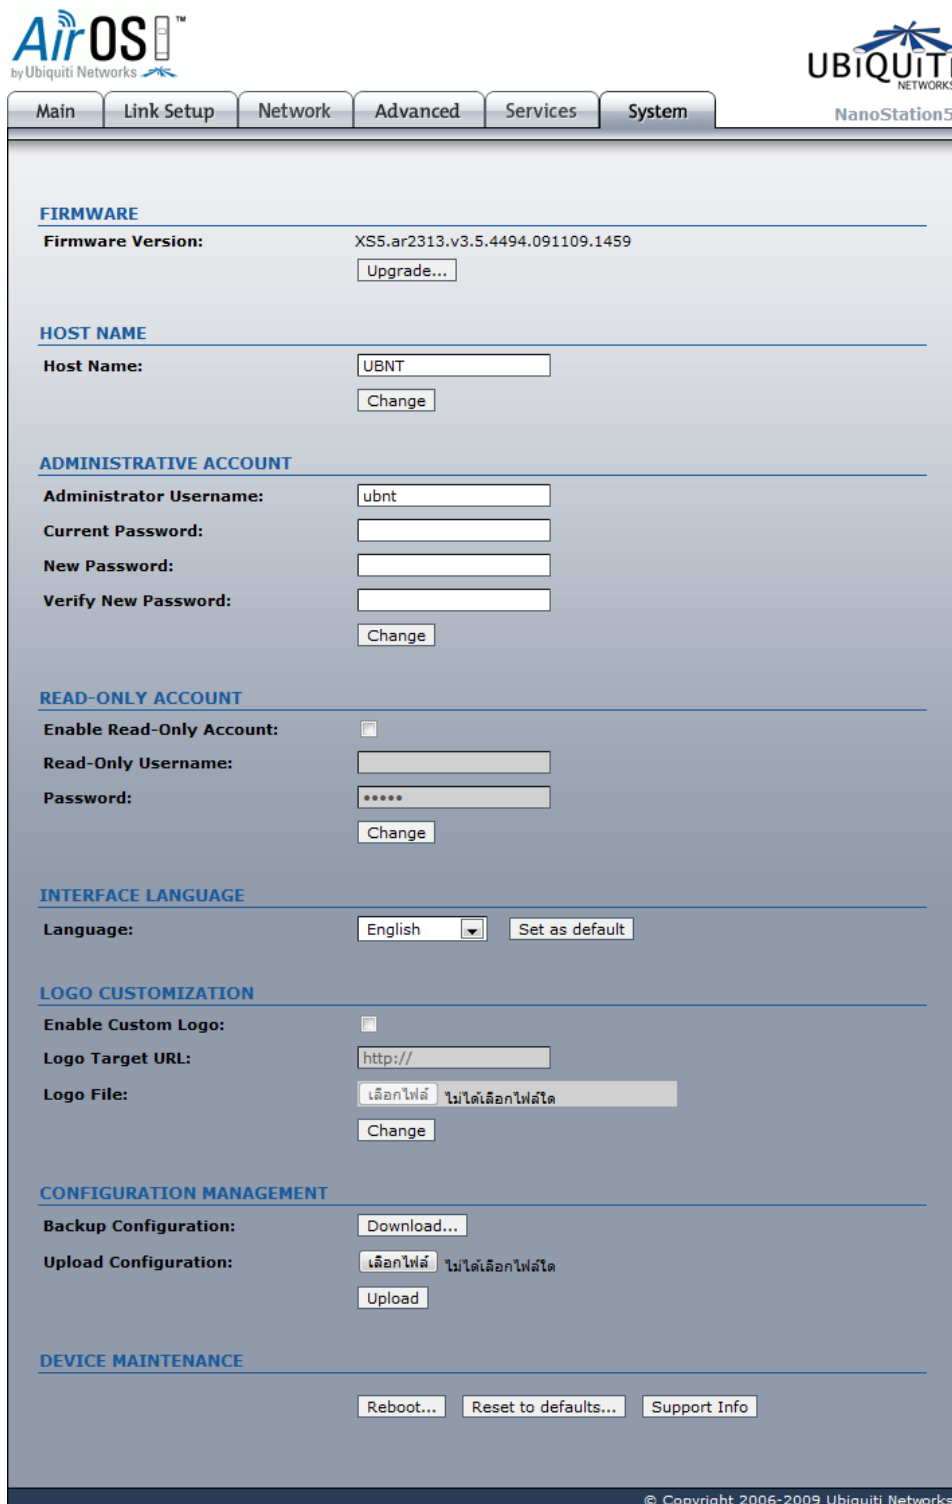 AirOS™
by Ubiquiti Networks
UBiQUiTi
NETWORKS
Main Link Setup Network Advanced Services System
NanoStation5
FIRMWARE
Firmware Version: XS5.ar2313.v3.5.4494.091109.1459
Upgrade...
HOST NAME
Host Name: UBNT
Change
ADMINISTRATIVE ACCOUNT
Administrator Username: ubnt
Current Password:
New Password:
Verify New Password:
Change
READ-ONLY ACCOUNT
Enable Read-Only Account:
Read-Only Username:
Password: •••••
Change
INTERFACE LANGUAGE
Language: English Set as default
LOGO CUSTOMIZATION
Enable Custom Logo:
Logo Target URL: http://
Logo File: เลือกไฟล์ ไม่ได้เลือกไฟล์ใด
Change
CONFIGURATION MANAGEMENT
Backup Configuration: Download...
Upload Configuration: เลือกไฟล์ ไม่ได้เลือกไฟล์ใด
Upload
DEVICE MAINTENANCE
Reboot... Reset to defaults... Support Info
© Copyright 2006-2009 Ubiquiti Networks